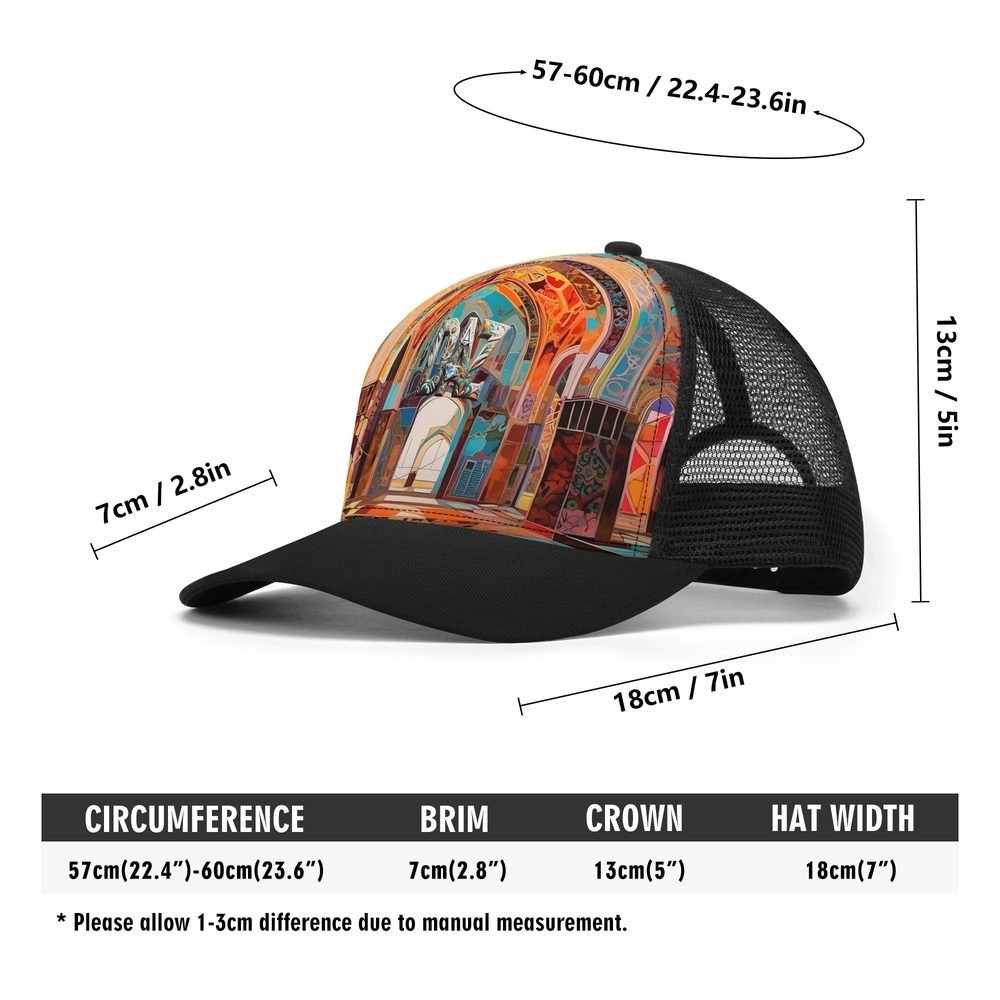 57-60cm / 22.4-23.6in
13cm / 5in
7cm / 2.8in
18cm / 7in
CIRCUMFERENCE BRIM CROWN HAT WIDTH
57cm(22.4”)-60cm(23.6”) 7cm(2.8”) 13cm(5”) 18cm(7”)
* Please allow 1-3cm difference due to manual measurement.